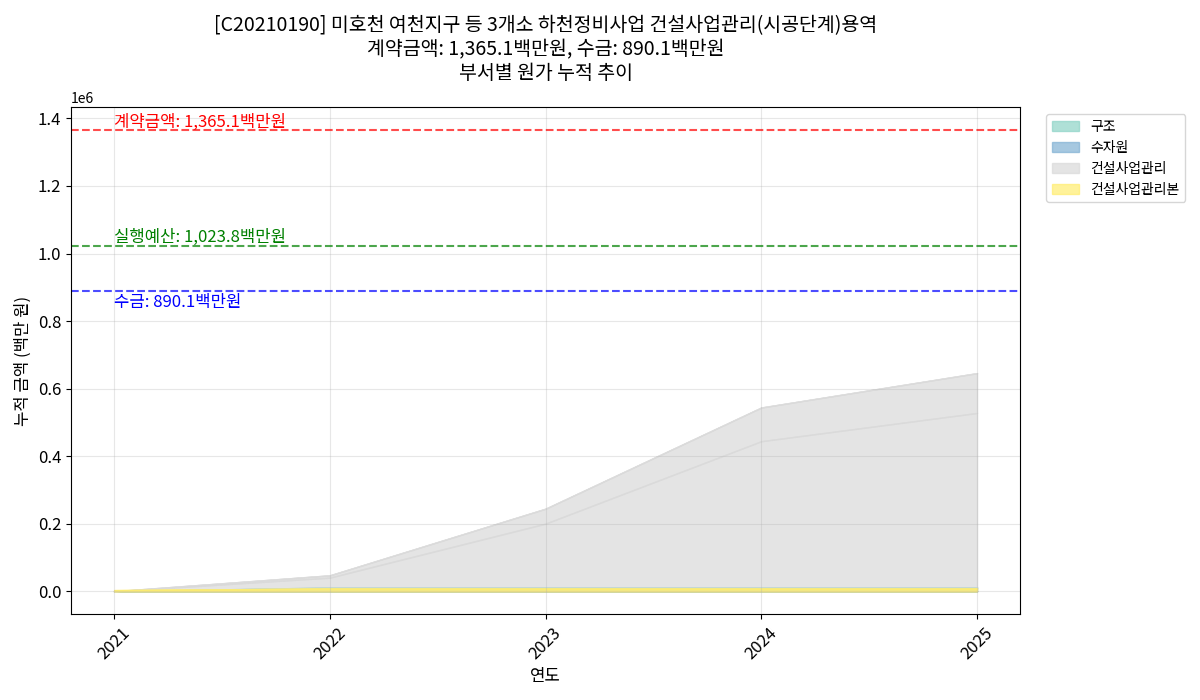 [C20210190] 미호천 여천지구 등 3개소 하천정비사업 건설사업관리(시공단계)용역
계약금액: 1,365.1백만원, 수금: 890.1백만원
부서별 원가 누적 추이
1e6
1.4
1.2
1.0
0.8
0.6
0.4
0.2
0.0
누적 금액 (백만 원)
계약금액: 1,365.1백만원
실행예산: 1,023.8백만원
수금: 890.1백만원
구조
수자원
건설사업관리
건설사업관리본
2021
2022
2023
2024
2025
연도